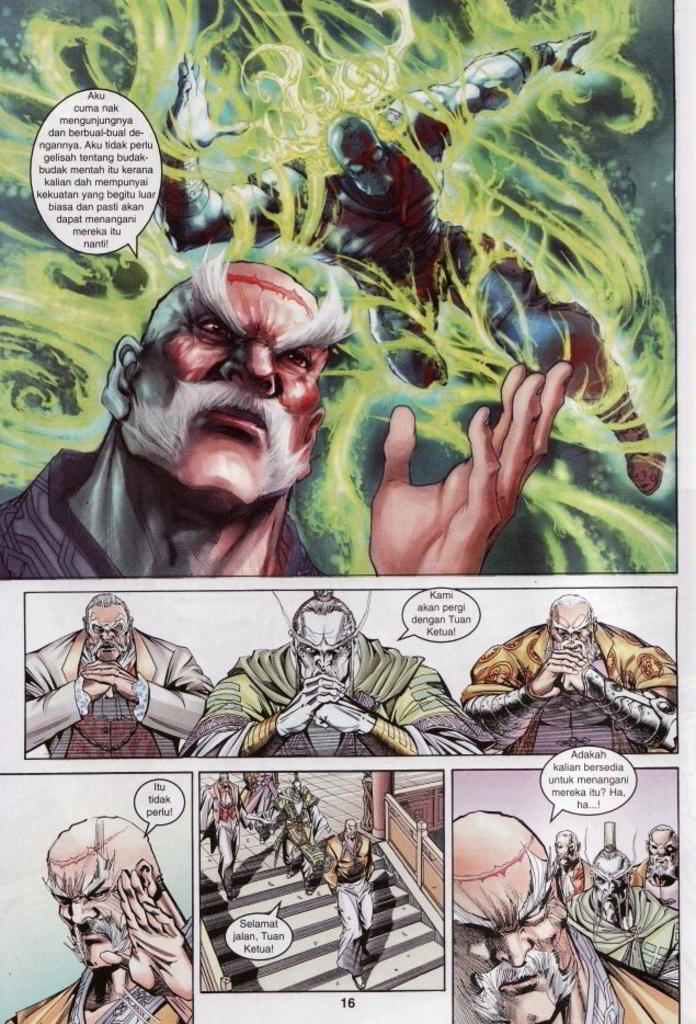 Aku
cuma nak
mengunjungnya
dan berbual-bual de-
ngannya. Aku tidak perlu
gelisah tentang budak-
budak mentah itu kerana
kalian dah mempunyai
kekuatan yang begitu luar
biasa dan pasti akan
dapat menangani
mereka itu
nanti!
Kami
akan pergi
dengan Tuan
Ketua!
Itu
tidak
perlu!
Selamat
jalan, Tuan
Ketua!
Adakah
kalian bersedia
untuk menangani
mereka itu? Ha,
ha...!
16